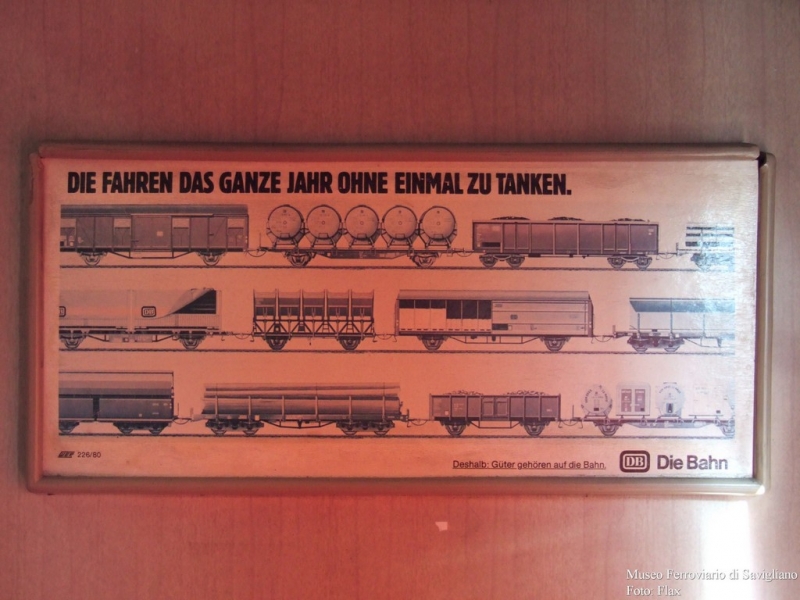 DIE FAHREN DAS GANZE JAHR OHNE EINMAL ZU TANKEN.
DB
226/80
Deshalb: Güter gehören auf die Bahn.
DB Die Bahn
Museo Ferroviario di Savigliano
Foto: Flax